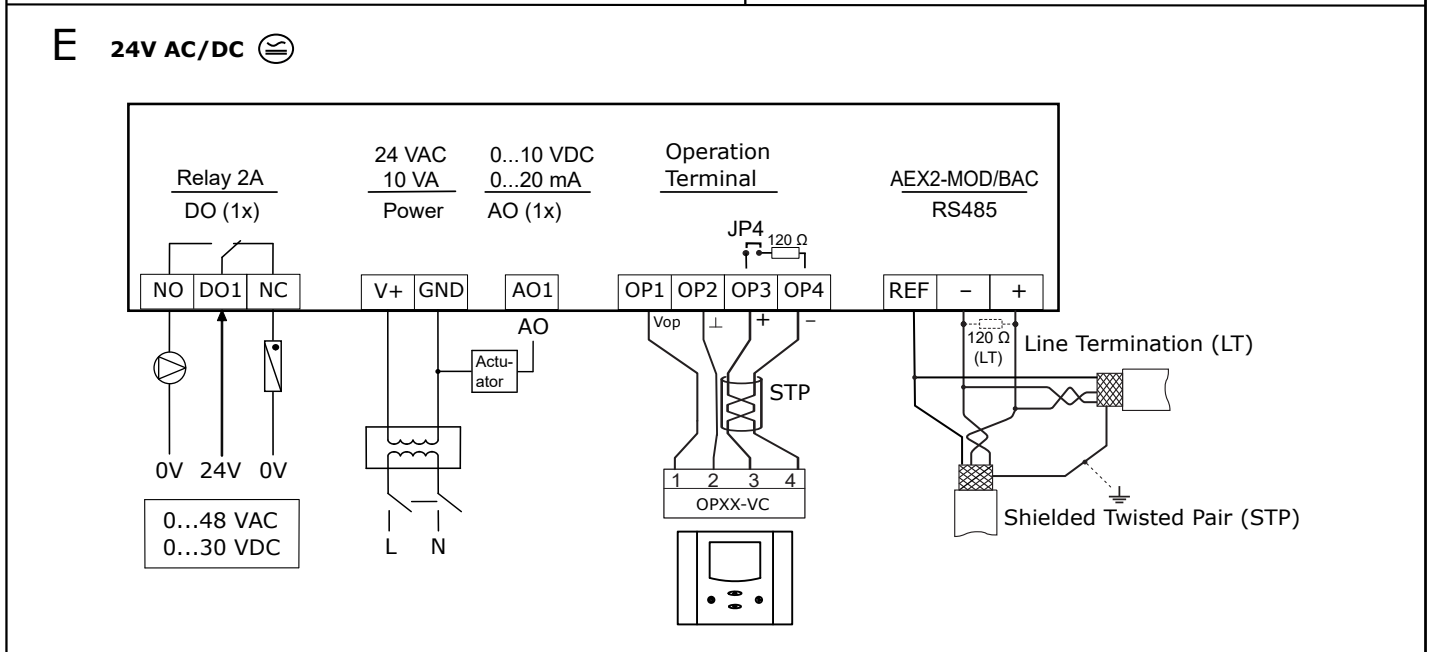 E 24V AC/DC
Relay 2A
DO (1x)
24 VAC
10 VA
Power
0...10 VDC
0...20 mA
AO (1x)
Operation
Terminal
JP4
120 Ω
AEX2-MOD/BAC
RS485
NO DO1 NC
V+ GND
AO1
OP1 OP2 OP3 OP4
REF – +
Vop ⊥ + –
AO
Actu-
ator
120 Ω
(LT)
Line Termination (LT)
STP
0V 24V 0V
0...48 VAC
0...30 VDC
L N
1 2 3 4
OPXX-VC
Shielded Twisted Pair (STP)